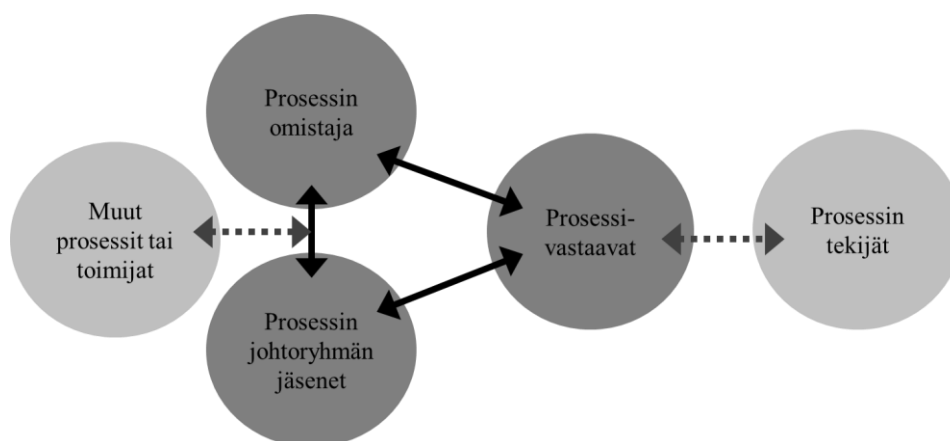 Prosessin
omistaja
Muut
prosessit tai
toimijat
Prosessi-
vastaavat
Prosessin
tekijät
Prosessin
johtoryhmän
jäsenet